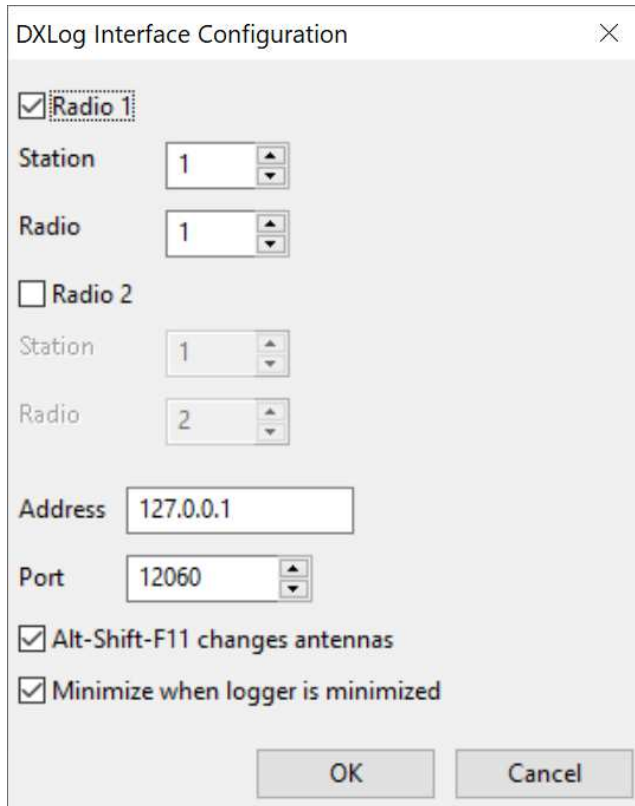 DXLog Interface Configuration
Radio 1
Station 1
Radio 1
Radio 2
Station 1
Radio 2
Address 127.0.0.1
Port 12060
Alt-Shift-F11 changes antennas
Minimize when logger is minimized
OK Cancel